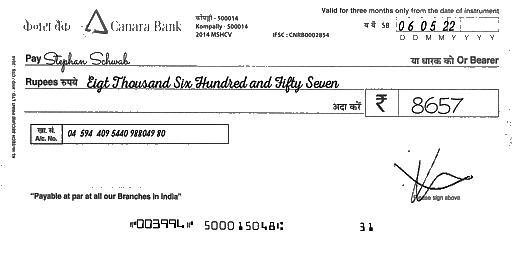 Valid for three months only from the date of instrument
केनरा बैंक Canara Bank
कोंपल्ली - 500014
Kompally - 500014
2014 MSHCV
IFSC : CNRB0002854
SB 06 05 22
D D M M Y Y Y Y
Pay Stephan Schwab या धारक को Or Bearer
Rupees रुपये Eigt Thousand Six Hundred and Fifty Seven
अदा करें ₹ 8657
खा. सं.
A/c. No. 04 594 409 5440 988049 80
Please sign above
"Payable at par at all our Branches in India"
⑈003994⑈ 500015048⑆ 31